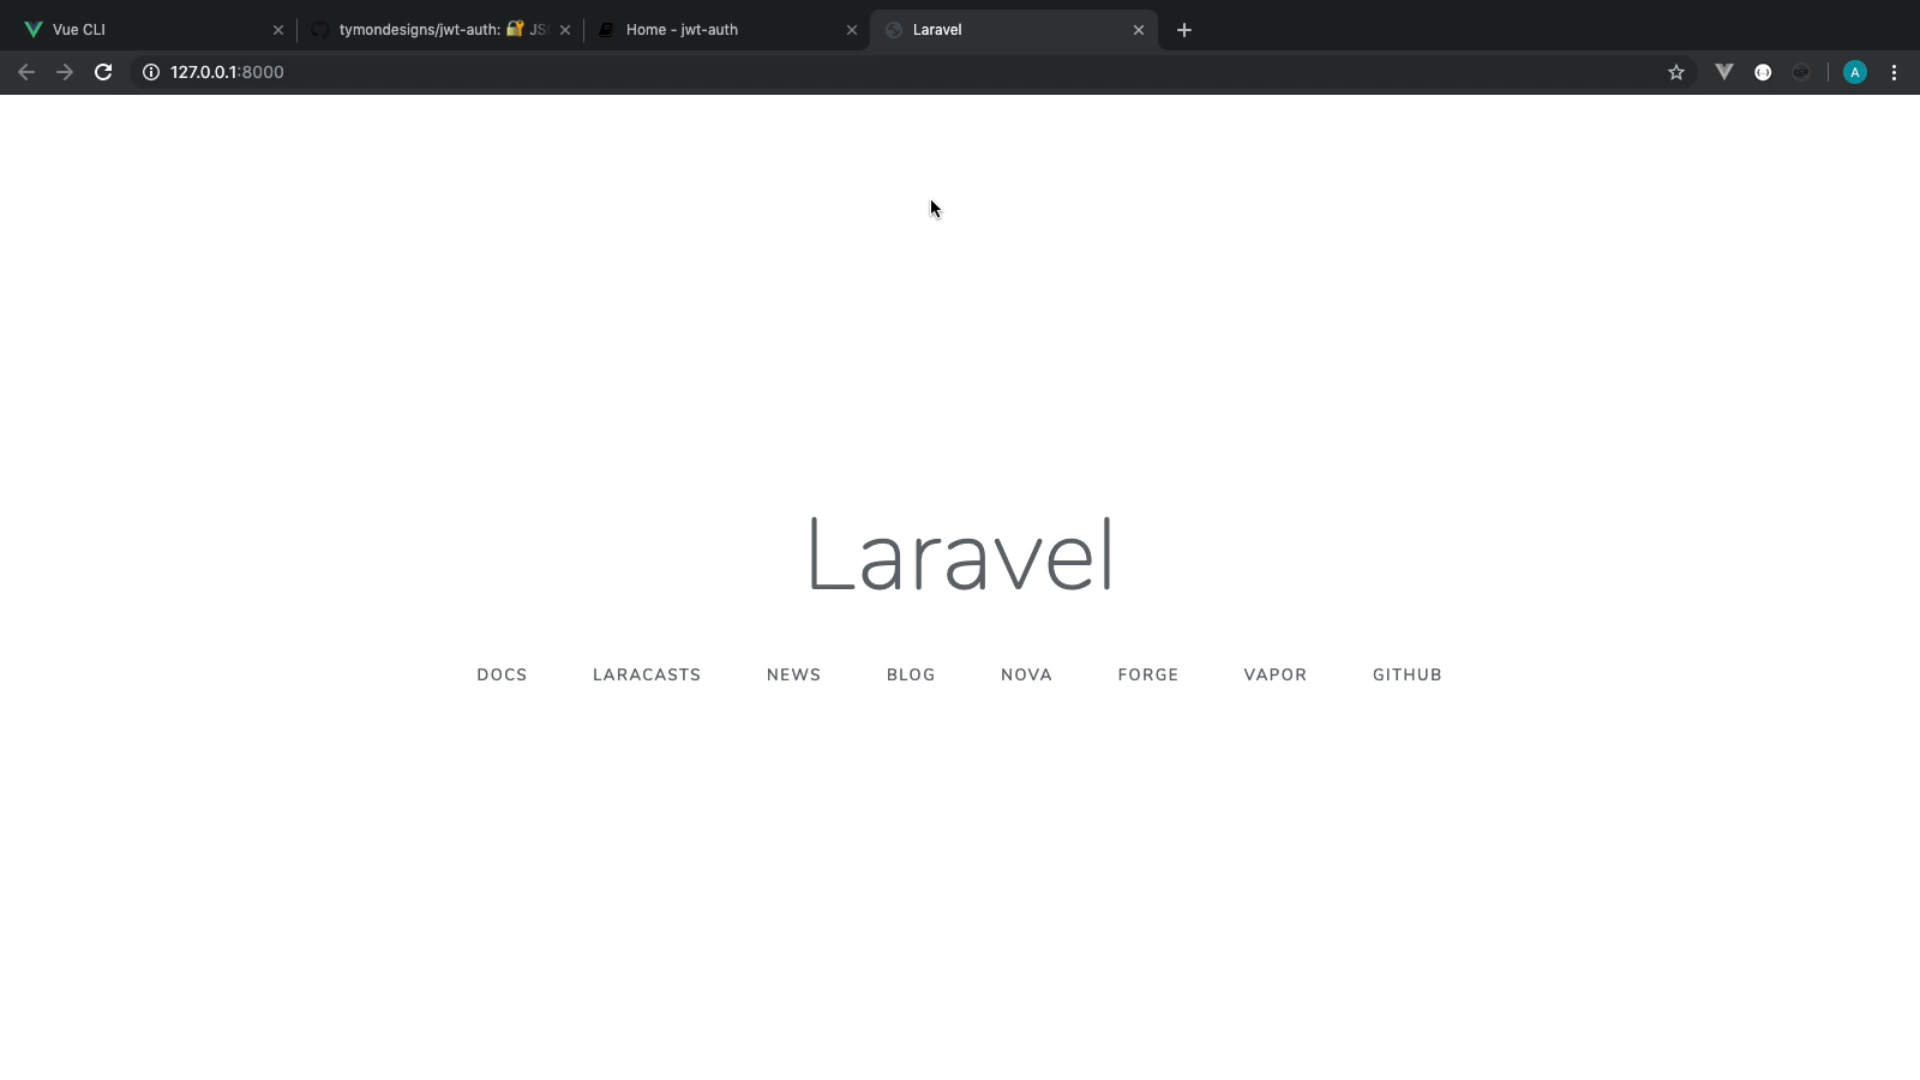 Vue CLI
tymondesigns/jwt-auth: 🔐 JS
Home - jwt-auth
Laravel
127.0.0.1:8000
A
Laravel
DOCS LARACASTS NEWS BLOG NOVA FORGE VAPOR GITHUB